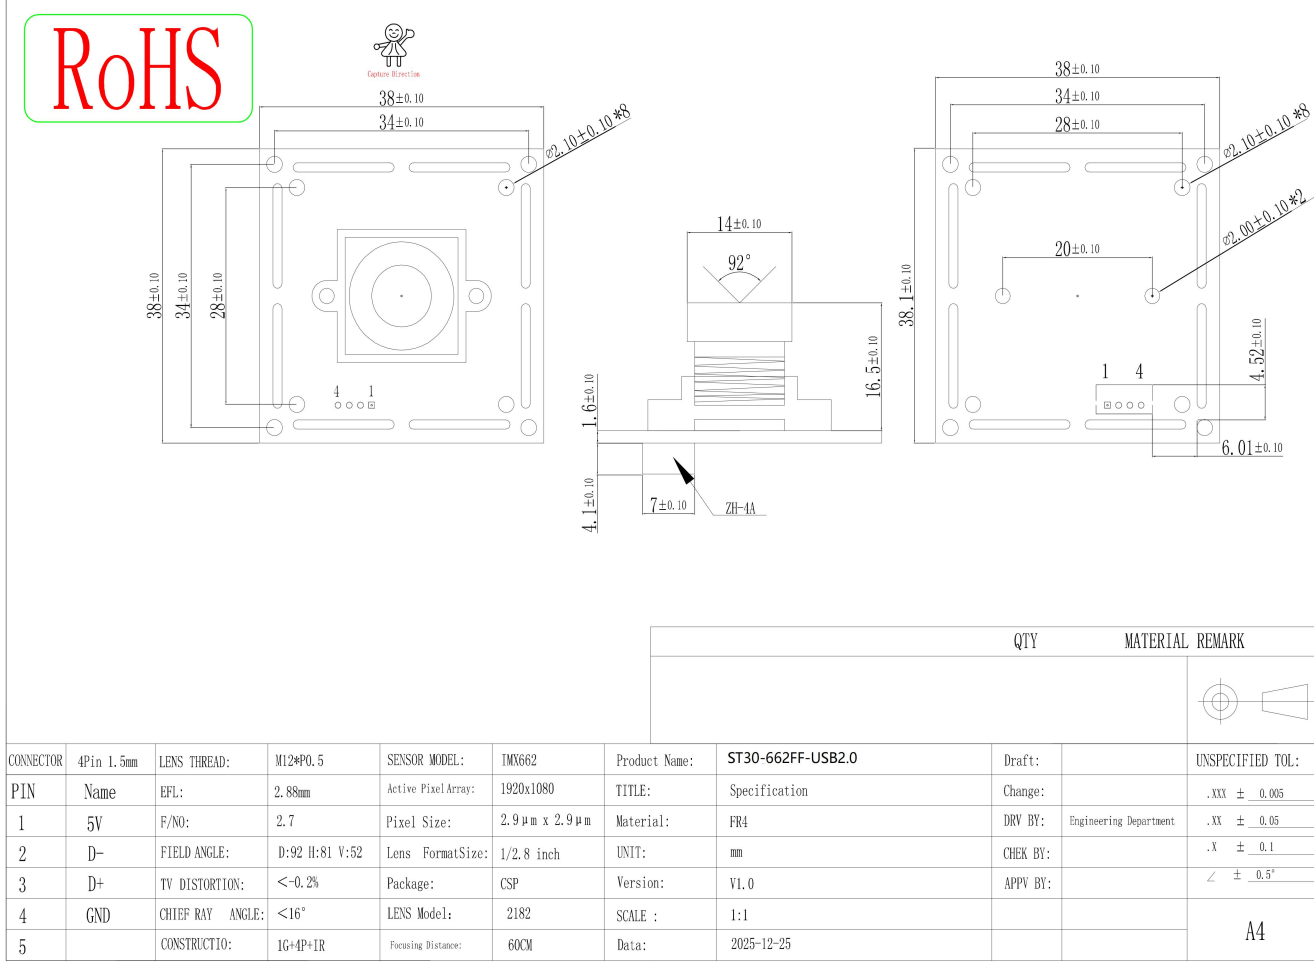 RoHS
Capture Direction
38±0.10
34±0.10
⌀2.10±0.10*8
38±0.10
34±0.10
28±0.10
4 1
14±0.10
92°
16.5±0.10
1.6±0.10
4.1±0.10
7±0.10
ZH-4A
38±0.10
34±0.10
28±0.10
⌀2.10±0.10*8
⌀2.00±0.10*2
20±0.10
38.1±0.10
1 4
4.52±0.10
6.01±0.10
QTY MATERIAL REMARK
CONNECTOR 4Pin 1.5mm LENS THREAD: M12*P0.5 SENSOR MODEL: IMX662 Product Name: ST30-662FF-USB2.0 Draft: UNSPECIFIED TOL:
PIN Name EFL: 2.88mm Active Pixel Array: 1920x1080 TITLE: Specification Change: .XXX ± 0.005
1 5V F/NO: 2.7 Pixel Size: 2.9μm x 2.9μm Material: FR4 DRV BY: Engineering Department .XX ± 0.05
2 D- FIELD ANGLE: D:92 H:81 V:52 Lens FormatSize: 1/2.8 inch UNIT: mm CHEK BY: .X ± 0.1
3 D+ TV DISTORTION: <-0.2% Package: CSP Version: V1.0 APPV BY: ∠ ± 0.5°
4 GND CHIEF RAY ANGLE: <16° LENS Model: 2182 SCALE : 1:1
5 CONSTRUCTIO: 1G+4P+IR Focusing Distance: 60CM Data: 2025-12-25
A4